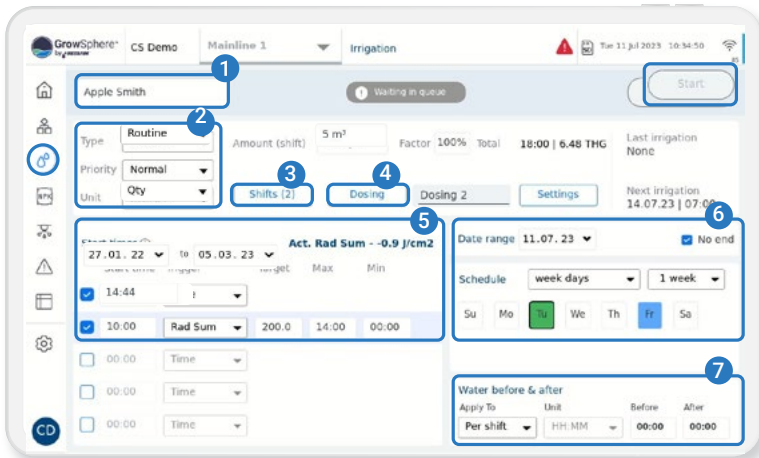 GrowSphere™ CS Demo Mainline 1 Irrigation Tue 11 Jul 2023 10:34:50
by NETAFIM
85
1
Apple Smith Waiting in queue Start
2
Type Routine Amount (shift) 5 m³ Factor 100% Total 18:00 | 6.48 THG Last irrigation
None
Priority Normal
3 4
Unit Qty Shifts (2) Dosing Dosing 2 Settings Next irrigation
14.07.23 | 07:00
5 6
Act. Rad Sum - -0.9 J/cm2
27.01. 22 to 05.03. 23
Target Max Min
14:44
10:00 Rad Sum 200.0 14:00 00:00
00:00 Time
00:00 Time
00:00 Time
Date range 11.07. 23 No end
Schedule week days 1 week
Su Mo Tu We Th Fr Sa
7
Water before & after
Apply To Unit Before After
Per shift HH:MM 00:00 00:00
NPK
CD